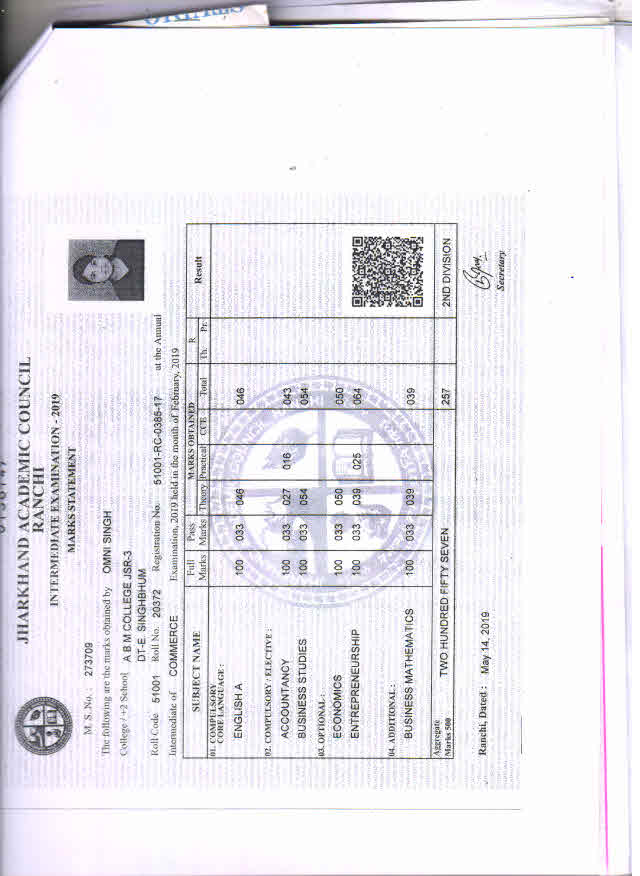 JHARKHAND ACADEMIC COUNCIL
RANCHI
INTERMEDIATE EXAMINATION - 2019
MARKS STATEMENT
M. S. No. 273709
The following are the marks obtained by OMNI SINGH
College / +2 School A B M COLLEGE JSR-3
DT-E. SINGHBHUM
Roll Code 51001 Roll No. 20372 Registration No. 51001-RC-0385-17 at the Annual
Intermediate of COMMERCE Examination, 2019 held in the month of February, 2019
SUBJECT NAME Full Marks Pass Marks MARKS OBTAINED Theory Practical CCE Total R Th. Pr. Result
01. COMPULSORY
CORE LANGUAGE :
ENGLISH A 100 033 046 046
02. COMPULSORY / ELECTIVE :
ACCOUNTANCY 100 033 027 016 043
BUSINESS STUDIES 100 033 054 054
03. OPTIONAL :
ECONOMICS 100 033 050 050
ENTREPRENEURSHIP 100 033 039 025 064
04. ADDITIONAL :
BUSINESS MATHEMATICS 100 033 039 039
Aggregate
Marks 500 TWO HUNDRED FIFTY SEVEN 257 2ND DIVISION
Ranchi, Dated : May 14, 2019
Secretary